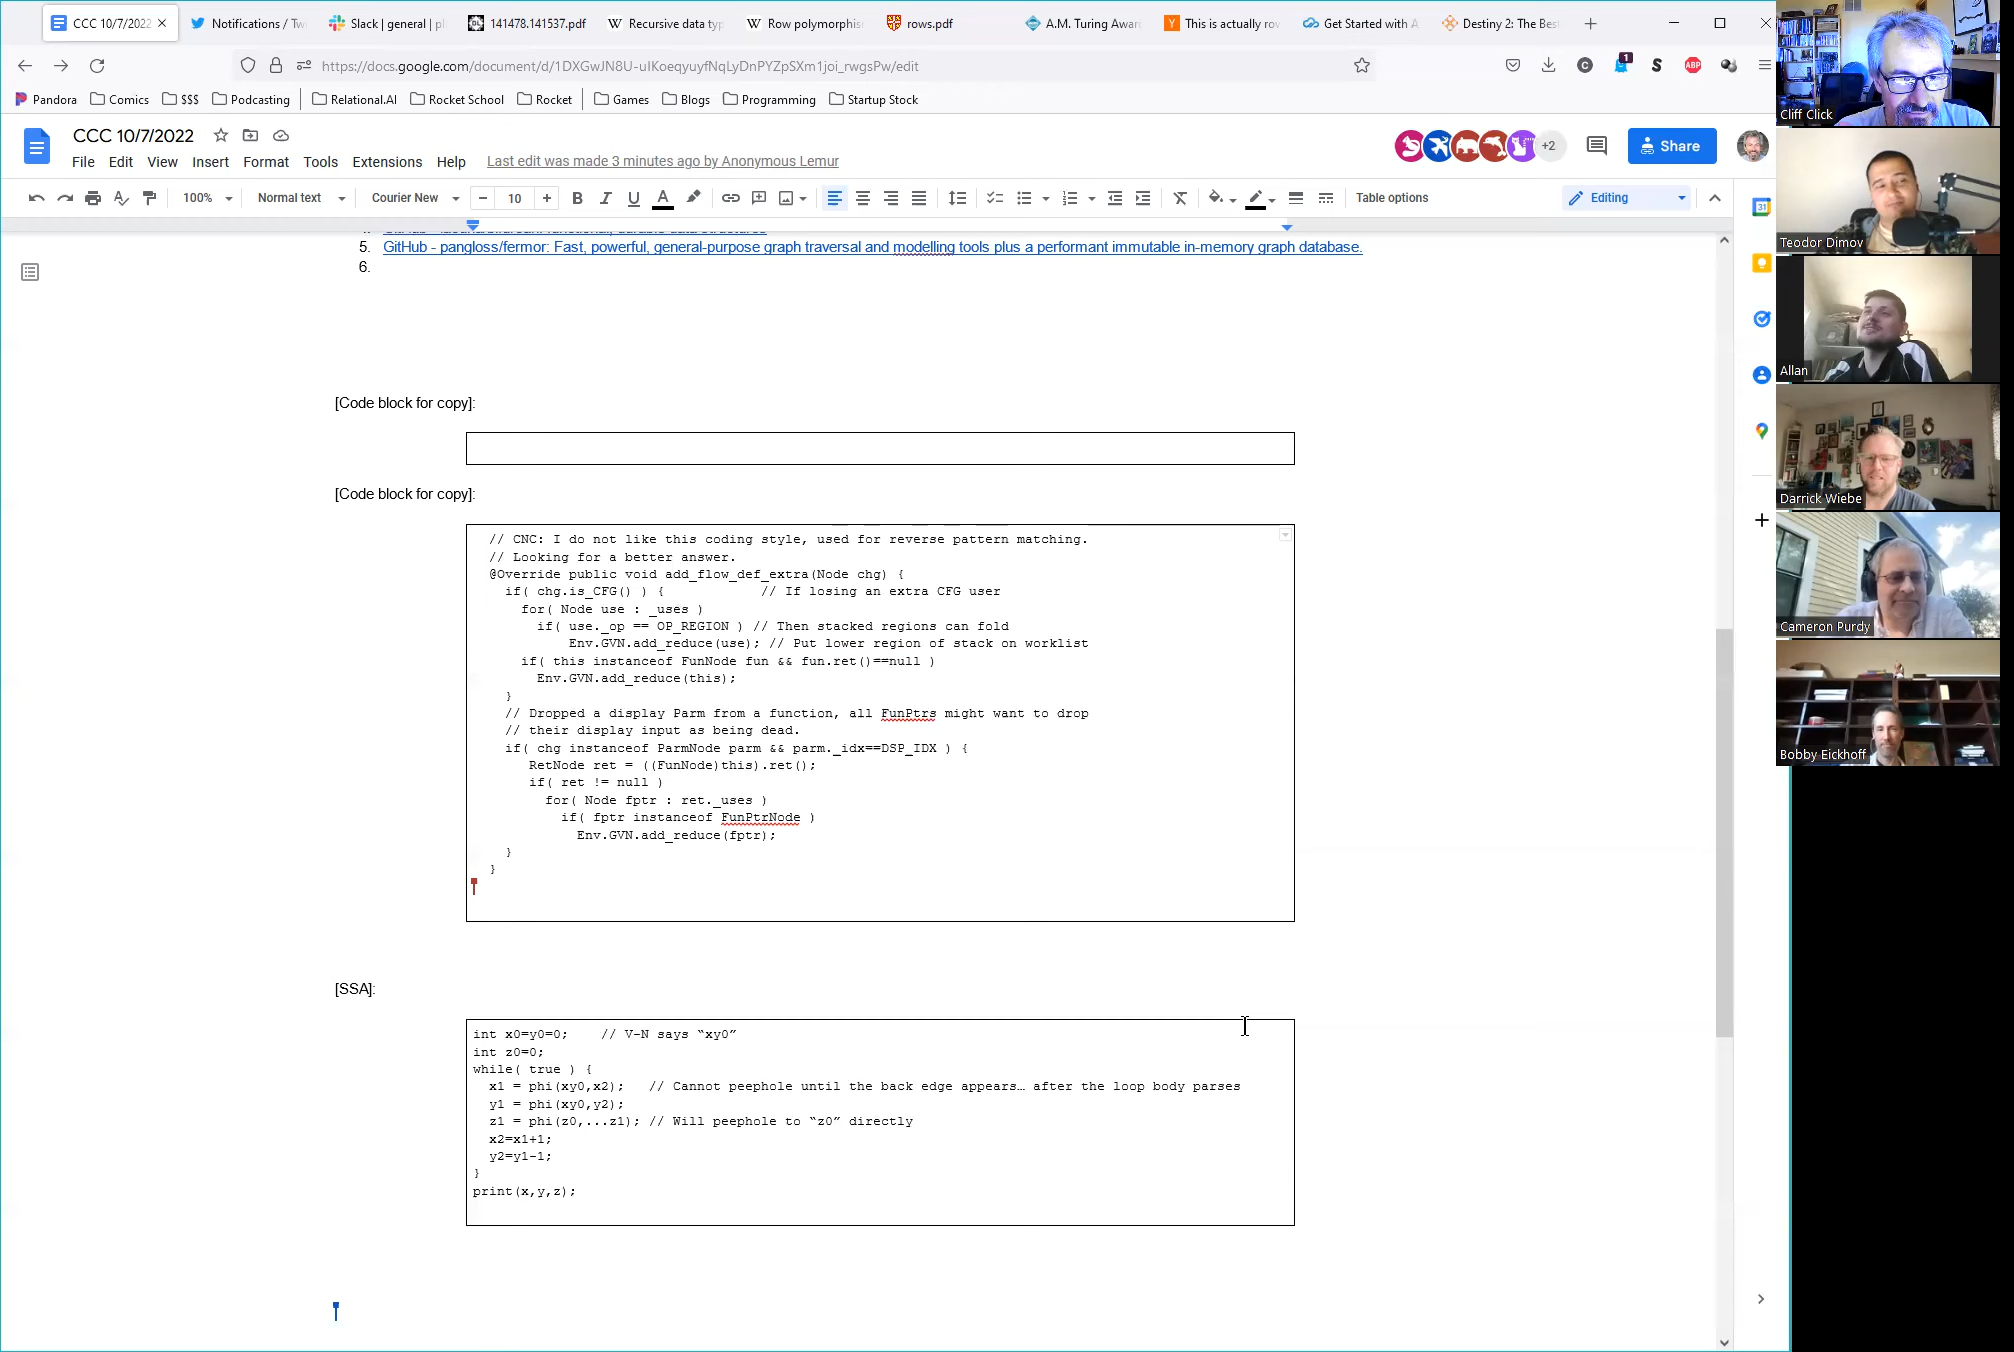 CCC 10/7/2022
Notifications / Tw
Slack | general | pl
141478.141537.pdf
Recursive data typ
Row polymorphis
rows.pdf
A.M. Turing Awar
This is actually rov
Get Started with A
Destiny 2: The Bes
https://docs.google.com/document/d/1DXGwJN8U-uIKoeqyuyfNqLyDnPYZpSXm1joi_rwgsPw/edit
1
ABP
Pandora
Comics
$$$
Podcasting
Relational.AI
Rocket School
Rocket
Games
Blogs
Programming
Startup Stock
CCC 10/7/2022
File Edit View Insert Format Tools Extensions Help
Last edit was made 3 minutes ago by Anonymous Lemur
+2
Share
100%
Normal text
Courier New
10
Table options
Editing
31
5. GitHub - pangloss/fermor: Fast, powerful, general-purpose graph traversal and modelling tools plus a performant immutable in-memory graph database.
6.
[Code block for copy]:
[Code block for copy]:
// CNC: I do not like this coding style, used for reverse pattern matching.
// Looking for a better answer.
@Override public void add_flow_def_extra(Node chg) {
if( chg.is_CFG() ) { // If losing an extra CFG user
for( Node use : _uses )
if( use._op == OP_REGION ) // Then stacked regions can fold
Env.GVN.add_reduce(use); // Put lower region of stack on worklist
if( this instanceof FunNode fun && fun.ret()==null )
Env.GVN.add_reduce(this);
}
// Dropped a display Parm from a function, all FunPtrs might want to drop
// their display input as being dead.
if( chg instanceof ParmNode parm && parm._idx==DSP_IDX ) {
RetNode ret = ((FunNode)this).ret();
if( ret != null )
for( Node fptr : ret._uses )
if( fptr instanceof FunPtrNode )
Env.GVN.add_reduce(fptr);
}
}
[SSA]:
int x0=y0=0; // V-N says “xy0”
int z0=0;
while( true ) {
x1 = phi(xy0,x2); // Cannot peephole until the back edge appears… after the loop body parses
y1 = phi(xy0,y2);
z1 = phi(z0,...z1); // Will peephole to “z0” directly
x2=x1+1;
y2=y1-1;
}
print(x,y,z);
Cliff Click
Teodor Dimov
Allan
Darrick Wiebe
Cameron Purdy
Bobby Eickhoff